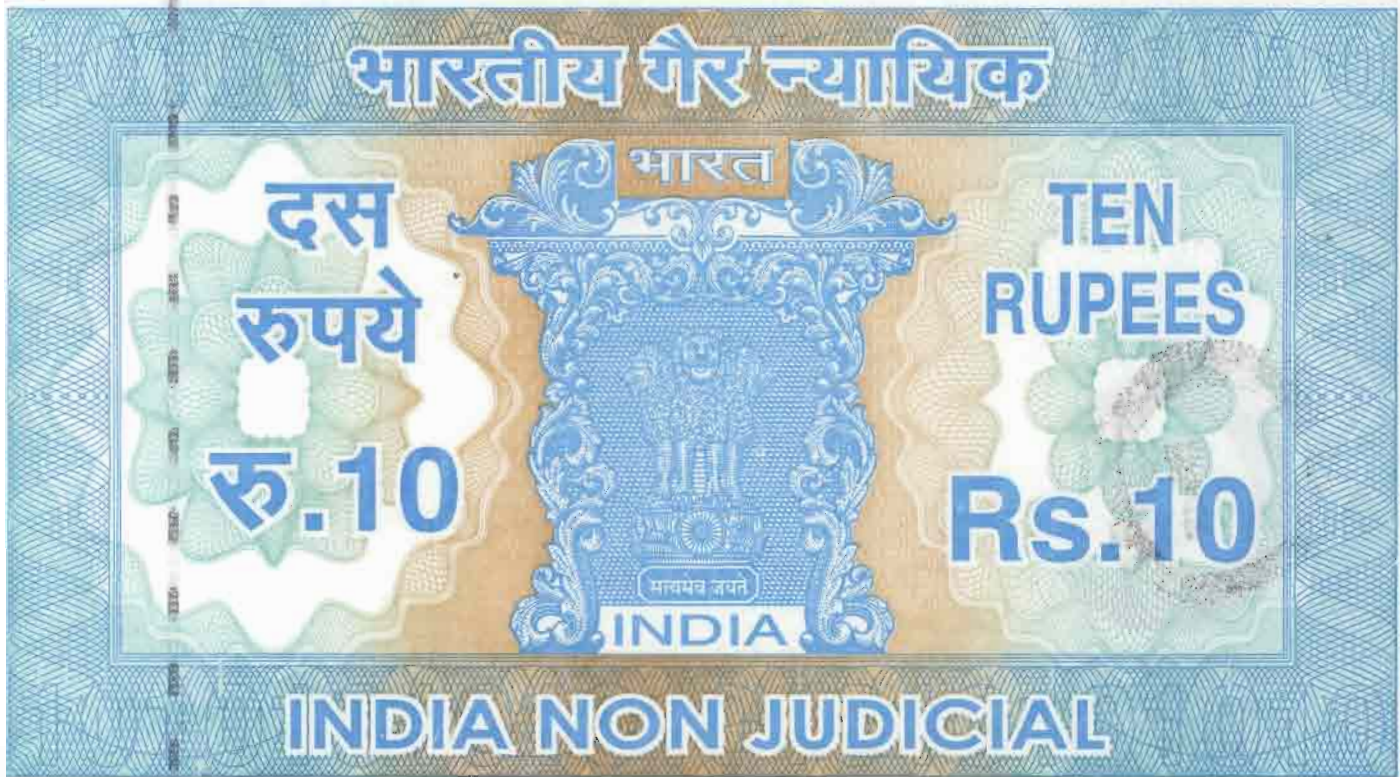 भारतीय गैर न्यायिक
भारत
दस
रुपये
रु.10
TEN
RUPEES
Rs.10
सत्यमेव जयते
INDIA
INDIA NON JUDICIAL